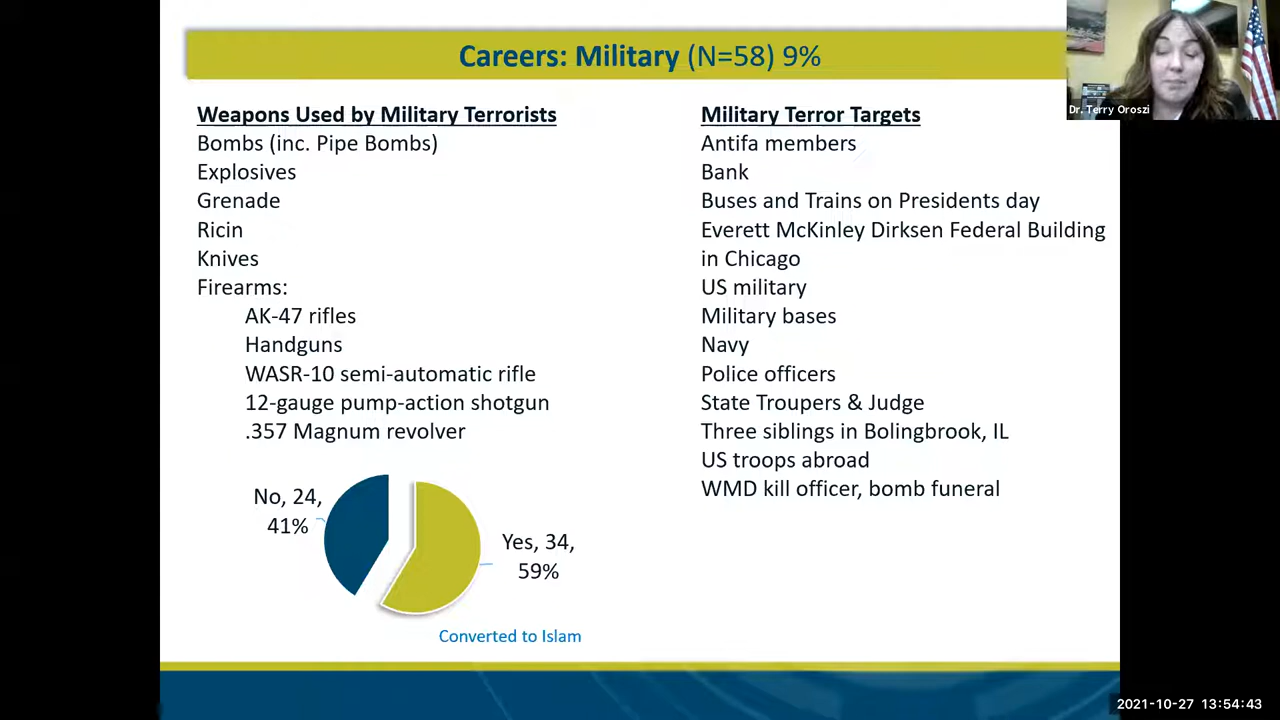 Careers: Military (N=58) 9%
Dr. Terry Oroszi
Weapons Used by Military Terrorists
Bombs (inc. Pipe Bombs)
Explosives
Grenade
Ricin
Knives
Firearms:
AK-47 rifles
Handguns
WASR-10 semi-automatic rifle
12-gauge pump-action shotgun
.357 Magnum revolver
No, 24,
41%
Yes, 34,
59%
Converted to Islam
Military Terror Targets
Antifa members
Bank
Buses and Trains on Presidents day
Everett McKinley Dirksen Federal Building
in Chicago
US military
Military bases
Navy
Police officers
State Troupers & Judge
Three siblings in Bolingbrook, IL
US troops abroad
WMD kill officer, bomb funeral
2021-10-27 13:54:43